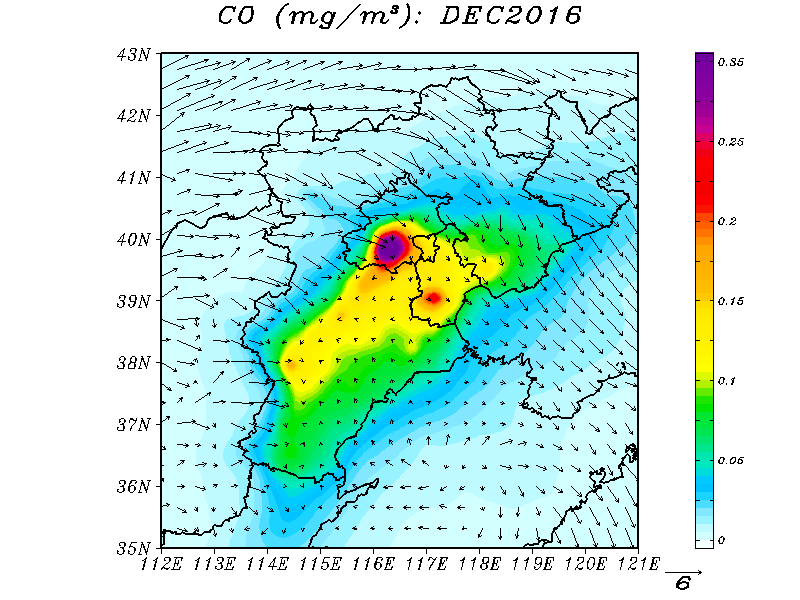 CO (mg/m³): DEC2016
43N
42N
41N
40N
39N
38N
37N
36N
35N
112E 113E 114E 115E 116E 117E 118E 119E 120E 121E
0.35
0.25
0.2
0.15
0.1
0.05
0
6